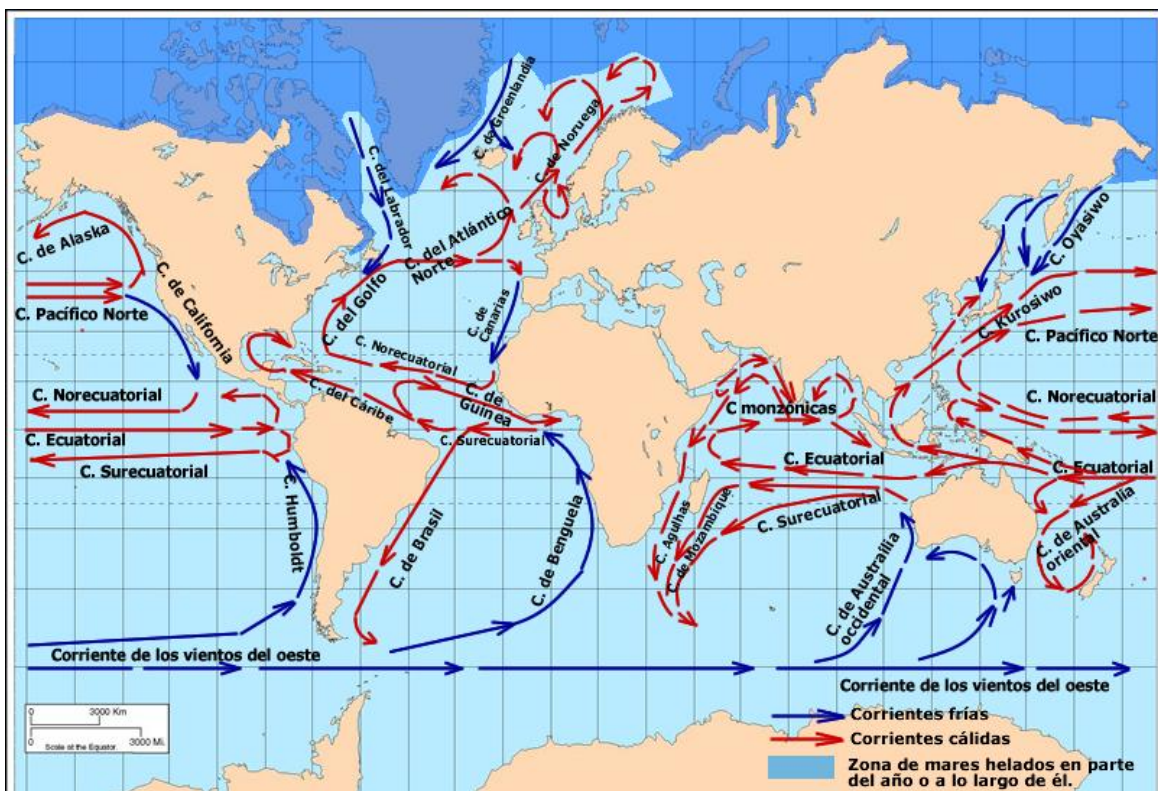 C. de Groenlandia
C. de Noruega
C. del Labrador
C. del Atlántico
Norte
C. de Alaska
C. Pacífico Norte
C. de California
C. del Golfo
C. de
Canarias
C. Oyasiwo
C. Kurosiwo
C. Pacífico Norte
C. Norecuatorial
C. Norecuatorial
C. del Caribe
C. de
Guinea
C monzónicas
C. Norecuatorial
C. Ecuatorial
C. Surecuatorial
C. Surecuatorial
C. Ecuatorial
C. Ecuatorial
C. Humboldt
C. de Brasil
C. de Benguela
C. Agulhas
C. de Mozambique
C. Surecuatorial
C. de Australia
occidental
C. de Australia
oriental
Corriente de los vientos del oeste
Corriente de los vientos del oeste
0 3000 Km
0 3000 Mi.
Scale at the Equator.
Corrientes frías
Corrientes cálidas
Zona de mares helados en parte
del año o a lo largo de él.